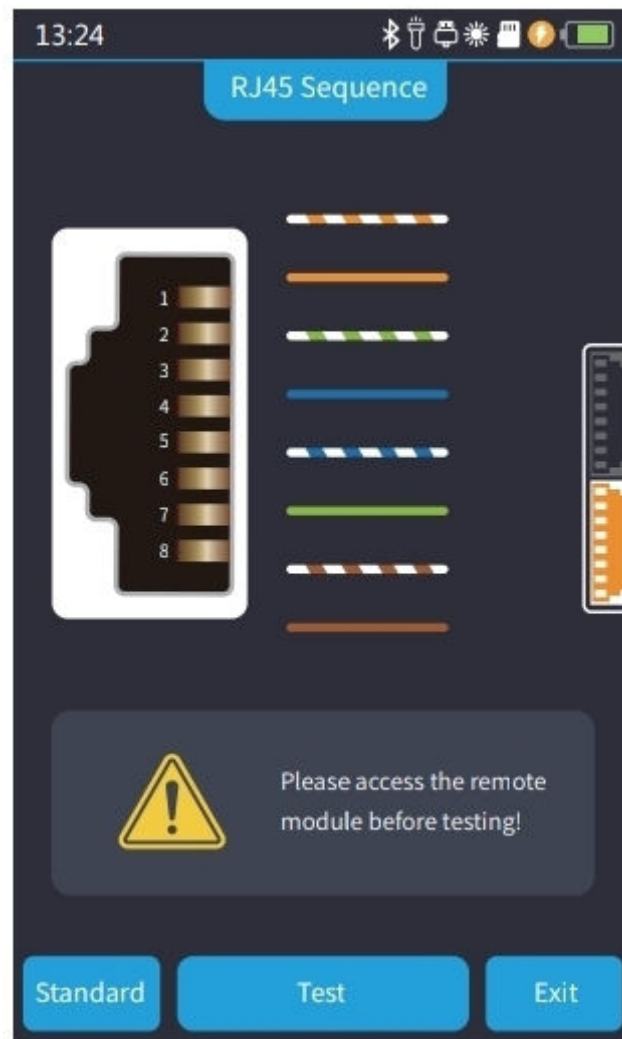 13:24
RJ45 Sequence
1
2
3
4
5
6
7
8
Please access the remote
module before testing!
Standard
Test
Exit